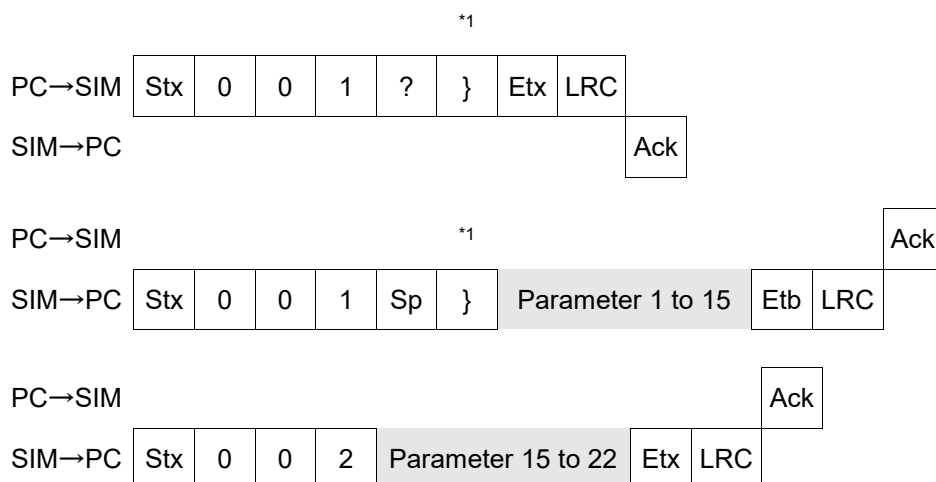 *1
PC→SIM Stx 0 0 1 ? } Etx LRC
SIM→PC Ack
PC→SIM *1 Ack
SIM→PC Stx 0 0 1 Sp } Parameter 1 to 15 Etb LRC
PC→SIM Ack
SIM→PC Stx 0 0 2 Parameter 15 to 22 Etx LRC